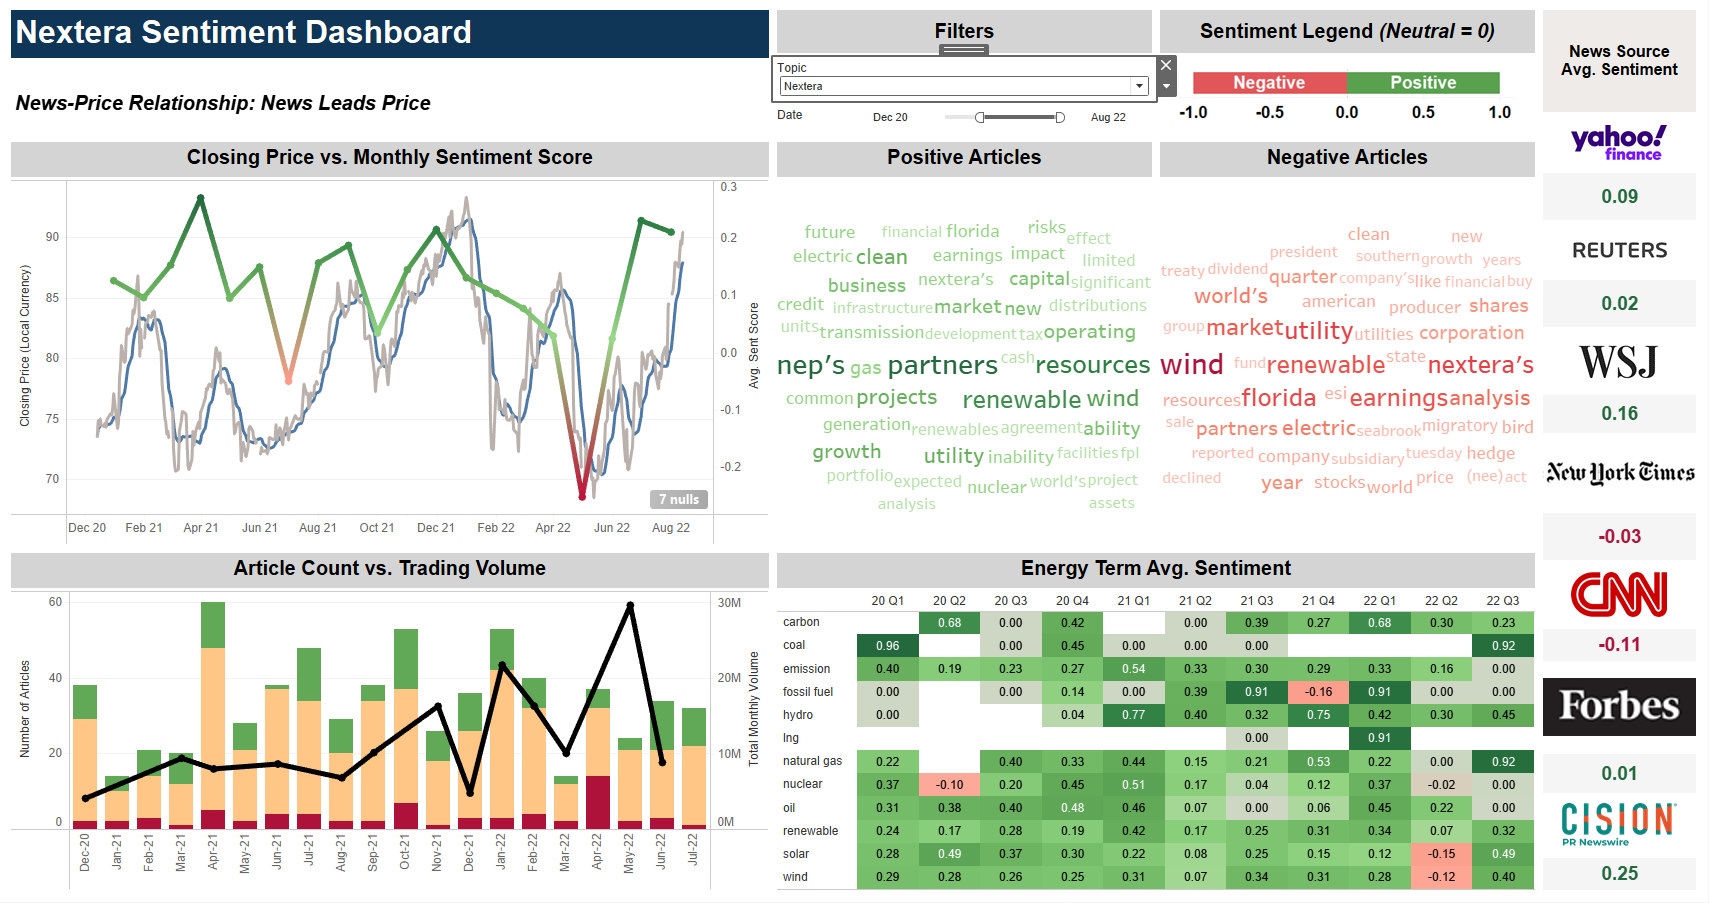 Nextera Sentiment Dashboard
News-Price Relationship: News Leads Price
Filters
Topic
Nextera
Date
Dec 20
Aug 22
Sentiment Legend (Neutral = 0)
Negative Positive
-1.0 -0.5 0.0 0.5 1.0
News Source
Avg. Sentiment
yahoo!
finance
0.09
REUTERS
0.02
WSJ
0.16
New York Times
-0.03
CNN
-0.11
Forbes
0.01
CISION
PR Newswire
0.25
Closing Price vs. Monthly Sentiment Score
Closing Price (Local Currency)
90
85
80
75
70
0.3
0.2
0.1
0.0
-0.1
-0.2
Avg. Sent Score
7 nulls
Dec 20 Feb 21 Apr 21 Jun 21 Aug 21 Oct 21 Dec 21 Feb 22 Apr 22 Jun 22 Aug 22
Positive Articles
future financial florida risks effect
electric clean earnings impact limited
business nextera's capital significant
credit infrastructure market new distributions
units transmission development tax operating
nep's gas partners cash resources
common projects renewable wind
generation renewables agreement ability
growth utility inability facilities fpl
portfolio expected nuclear world's project
analysis assets
Negative Articles
clean new
president southern growth years
treaty dividend quarter company's like financial buy
world's american producer shares
group market utility utilities corporation
wind fund renewable state nextera's
resources florida esi earnings analysis
sale partners electric seabrook migratory bird
reported company subsidiary tuesday hedge
declined year stocks world price (nee) act
Article Count vs. Trading Volume
Number of Articles
60
40
20
0
30M
20M
10M
0M
Total Monthly Volume
Dec-20 Jan-21 Feb-21 Mar-21 Apr-21 May-21 Jun-21 Jul-21 Aug-21 Sep-21 Oct-21 Nov-21 Dec-21 Jan-22 Feb-22 Mar-22 Apr-22 May-22 Jun-22 Jul-22
Energy Term Avg. Sentiment
20 Q1 20 Q2 20 Q3 20 Q4 21 Q1 21 Q2 21 Q3 21 Q4 22 Q1 22 Q2 22 Q3
carbon 0.68 0.00 0.42 0.00 0.39 0.27 0.68 0.30 0.23
coal 0.96 0.00 0.45 0.00 0.00 0.00 0.92
emission 0.40 0.19 0.23 0.27 0.54 0.33 0.30 0.29 0.33 0.16 0.00
fossil fuel 0.00 0.00 0.14 0.00 0.39 0.91 -0.16 0.91 0.00 0.00
hydro 0.00 0.04 0.77 0.40 0.32 0.75 0.42 0.30 0.45
lng 0.00 0.91
natural gas 0.22 0.40 0.33 0.44 0.15 0.21 0.53 0.22 0.00 0.92
nuclear 0.37 -0.10 0.20 0.45 0.51 0.17 0.04 0.12 0.37 -0.02 0.00
oil 0.31 0.38 0.40 0.48 0.46 0.07 0.00 0.06 0.45 0.22 0.00
renewable 0.24 0.17 0.28 0.19 0.42 0.17 0.25 0.31 0.34 0.07 0.32
solar 0.28 0.49 0.37 0.30 0.22 0.08 0.25 0.15 0.12 -0.15 0.49
wind 0.29 0.28 0.26 0.25 0.31 0.07 0.34 0.31 0.28 -0.12 0.40